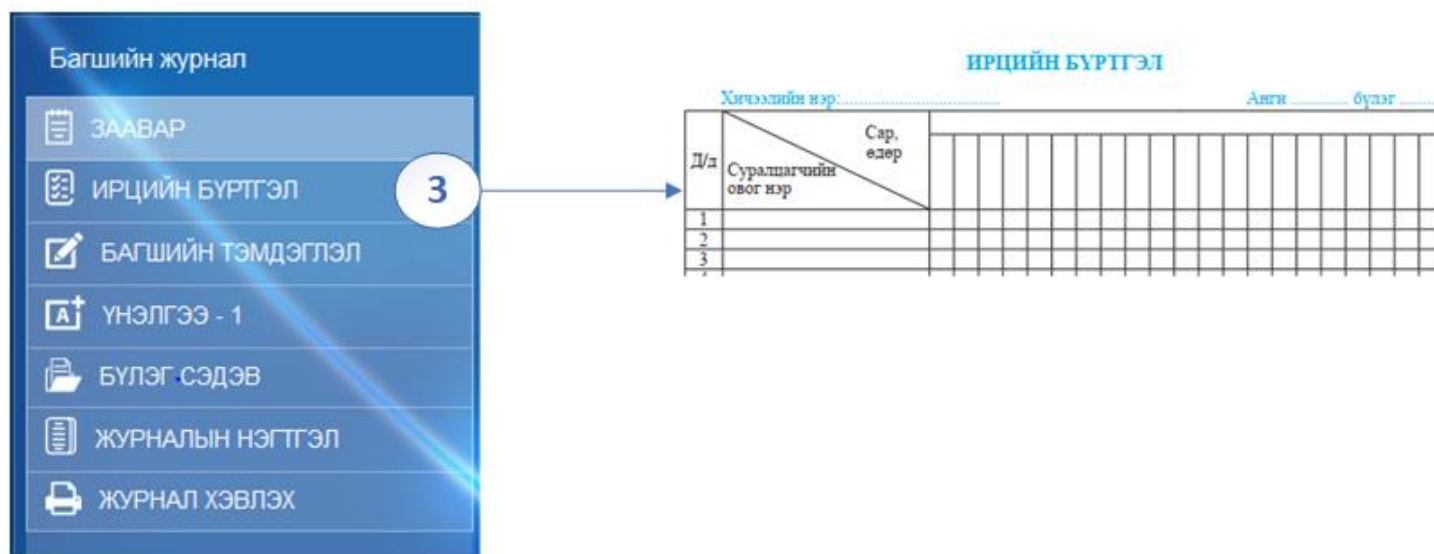 Багшийн журнал
ЗААВАР
ИРЦИЙН БҮРТГЭЛ
БАГШИЙН ТЭМДЭГЛЭЛ
ҮНЭЛГЭЭ - 1
БҮЛЭГ СЭДЭВ
ЖУРНАЛЫН НЭГТГЭЛ
ЖУРНАЛ ХЭВЛЭХ
3
ИРЦИЙН БҮРТГЭЛ
Хичээлийн нэр:.................................... Анги ............. бүлэг ........
Д/д
Сар,
өдөр
Суралцагчийн
овог нэр
1
2
3